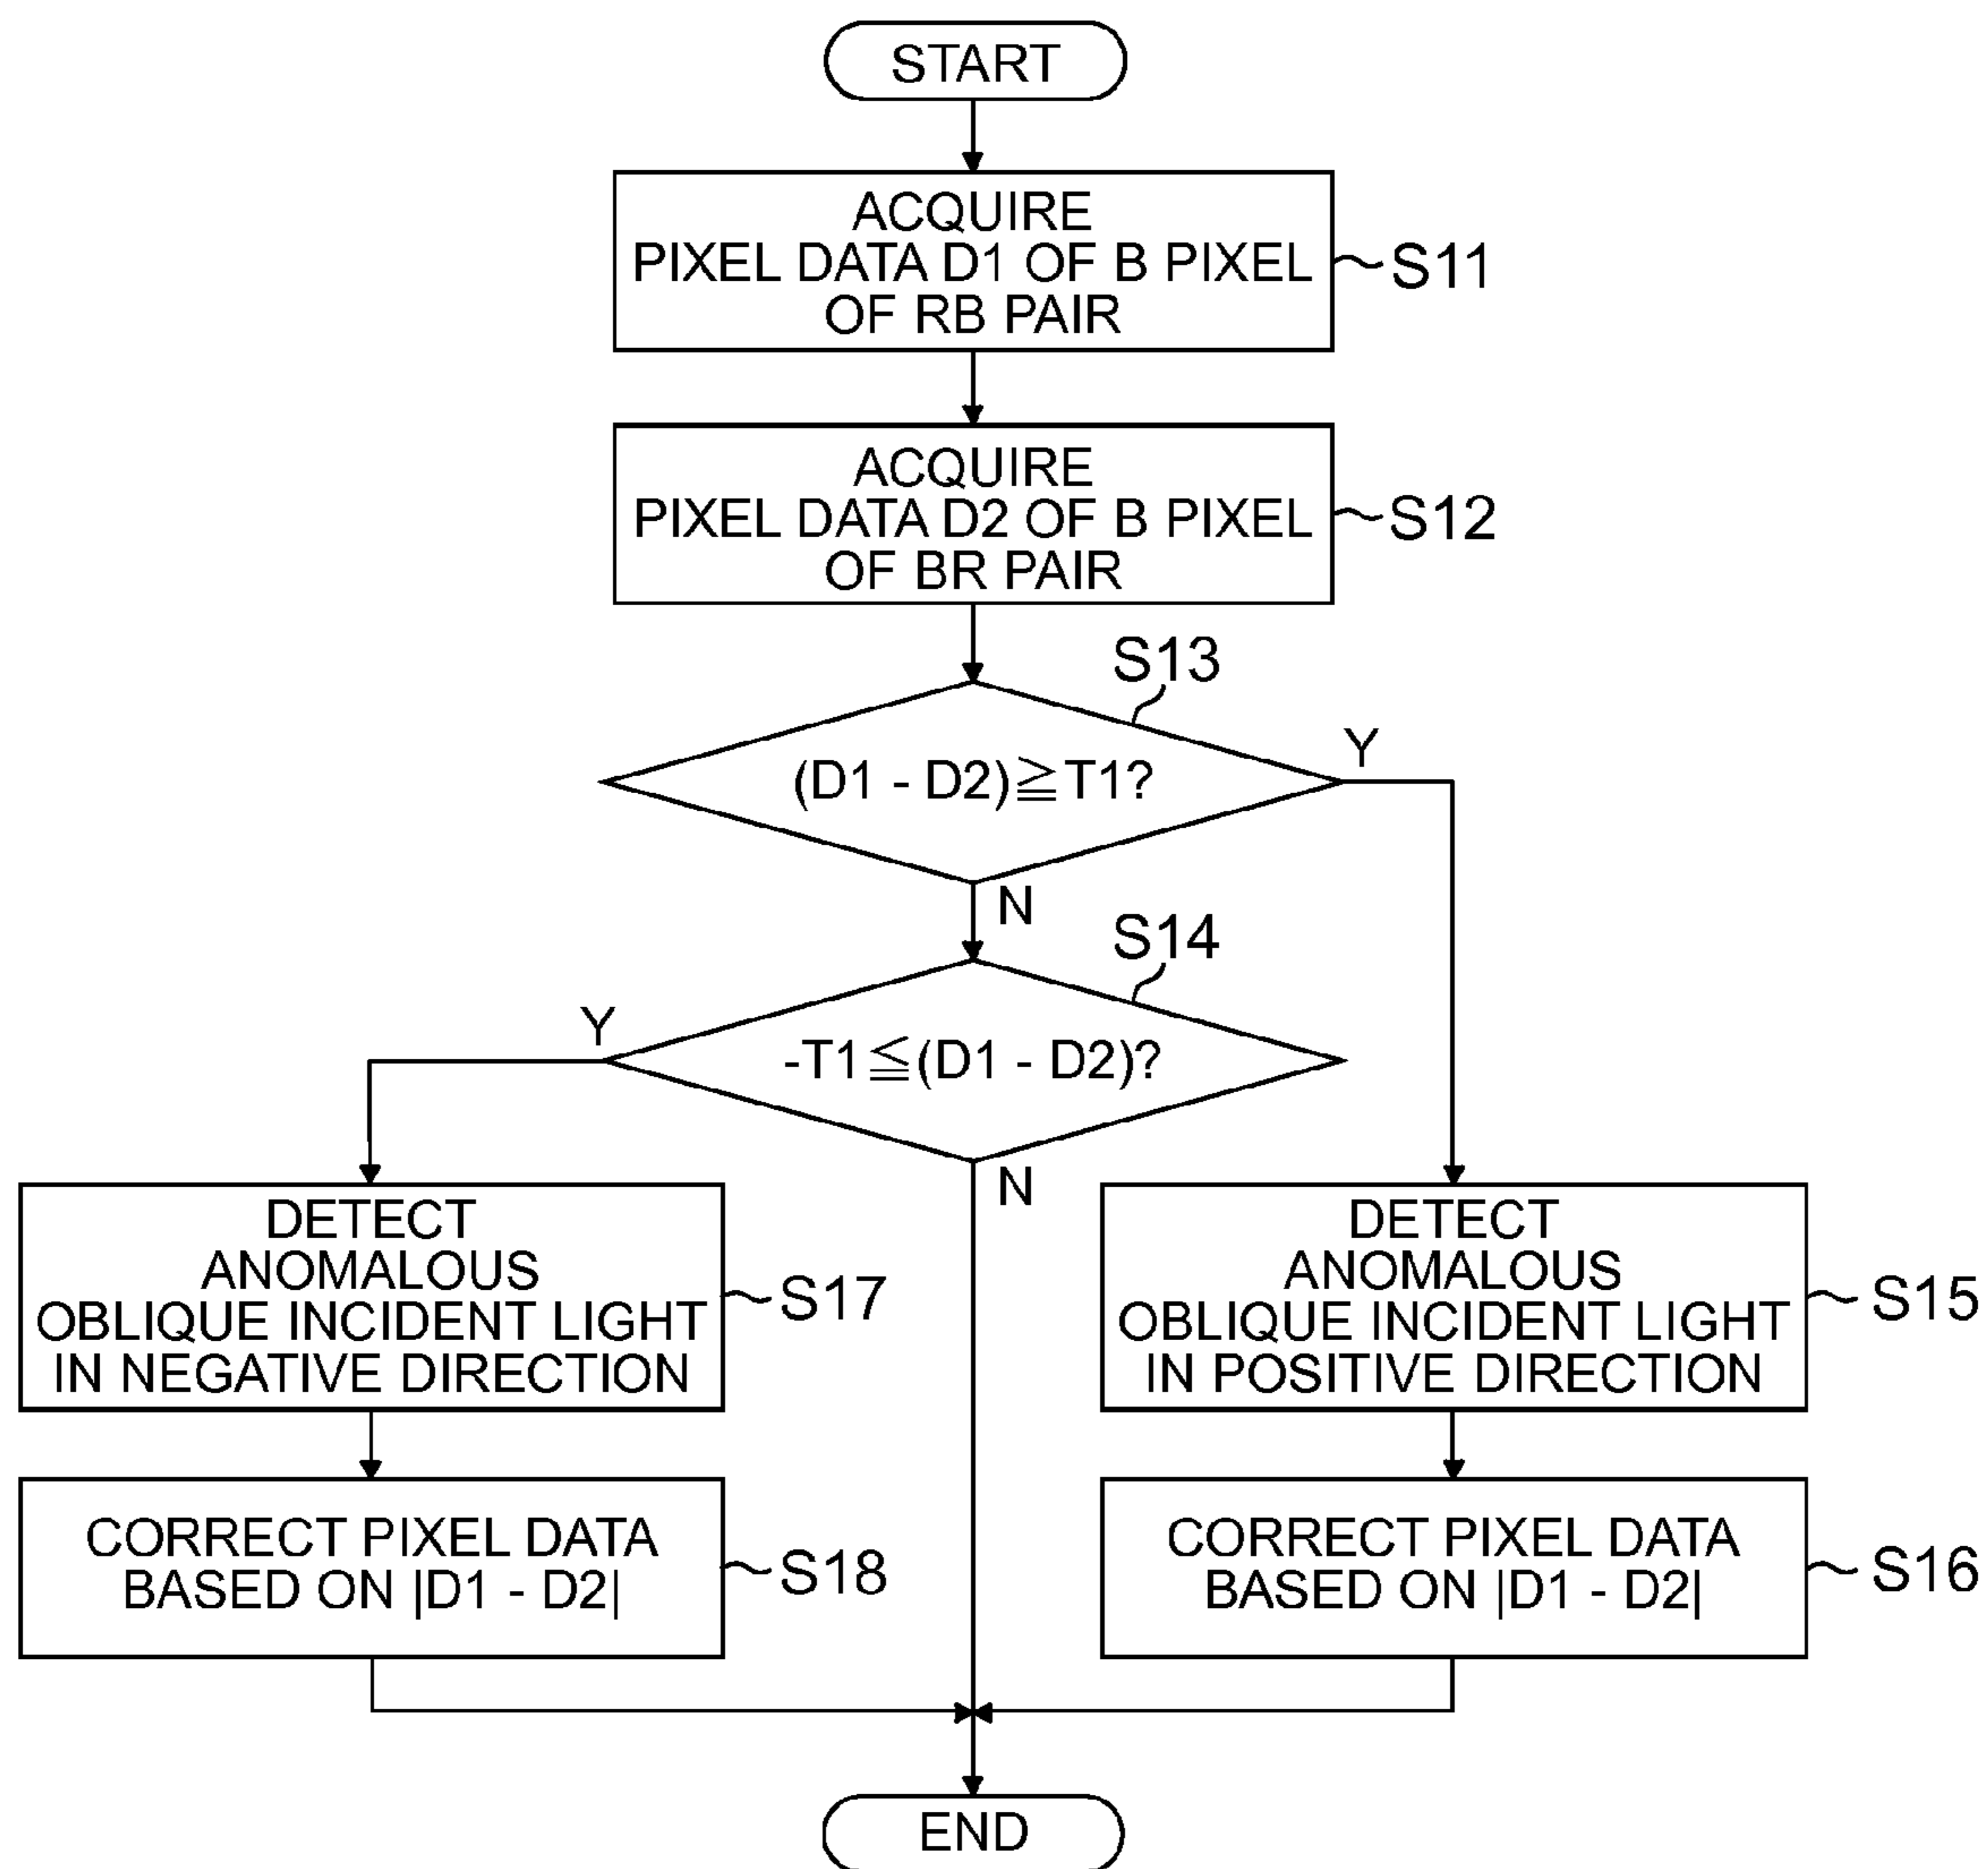 START
ACQUIRE
PIXEL DATA D1 OF B PIXEL
OF RB PAIR
S11
ACQUIRE
PIXEL DATA D2 OF B PIXEL
OF BR PAIR
S12
S13
(D1 - D2)≧T1?
Y
N
S14
-T1≦(D1 - D2)?
Y
N
DETECT
ANOMALOUS
OBLIQUE INCIDENT LIGHT
IN NEGATIVE DIRECTION
S17
DETECT
ANOMALOUS
OBLIQUE INCIDENT LIGHT
IN POSITIVE DIRECTION
S15
CORRECT PIXEL DATA
BASED ON |D1 - D2|
S18
CORRECT PIXEL DATA
BASED ON |D1 - D2|
S16
END